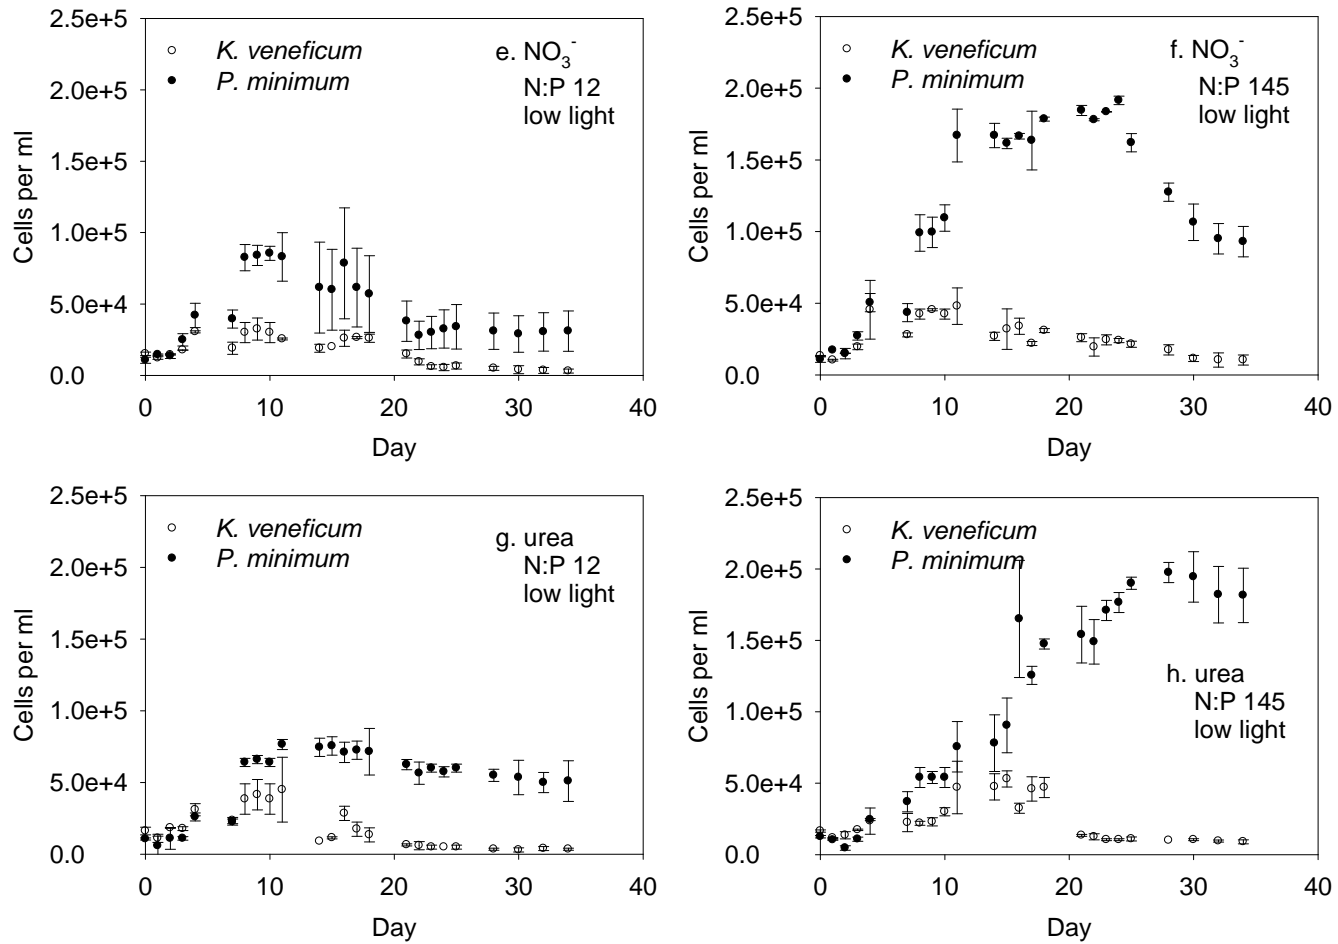 2.5e+5
2.0e+5
1.5e+5
1.0e+5
5.0e+4
0.0
Cells per ml
K. veneficum
P. minimum
e. NO3-
N:P 12
low light
0 10 20 30 40
Day
2.5e+5
2.0e+5
1.5e+5
1.0e+5
5.0e+4
0.0
Cells per ml
K. veneficum
P. minimum
f. NO3-
N:P 145
low light
0 10 20 30 40
Day
2.5e+5
2.0e+5
1.5e+5
1.0e+5
5.0e+4
0.0
Cells per ml
K. veneficum
P. minimum
g. urea
N:P 12
low light
0 10 20 30 40
Day
2.5e+5
2.0e+5
1.5e+5
1.0e+5
5.0e+4
0.0
Cells per ml
K. veneficum
P. minimum
h. urea
N:P 145
low light
0 10 20 30 40
Day